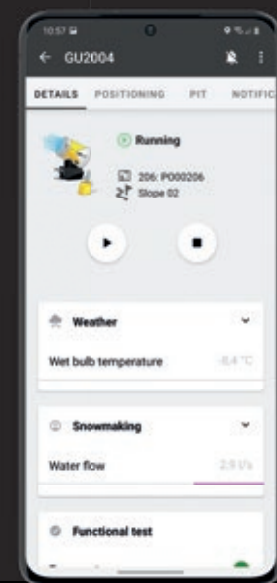 10:57
GU2004
DETAILS POSITIONING PIT NOTIFIC
Running
206: PO00206
Slope 02
Weather
Wet bulb temperature -8.4 °C
Snowmaking
Water flow 2.9 l/s
Functional test